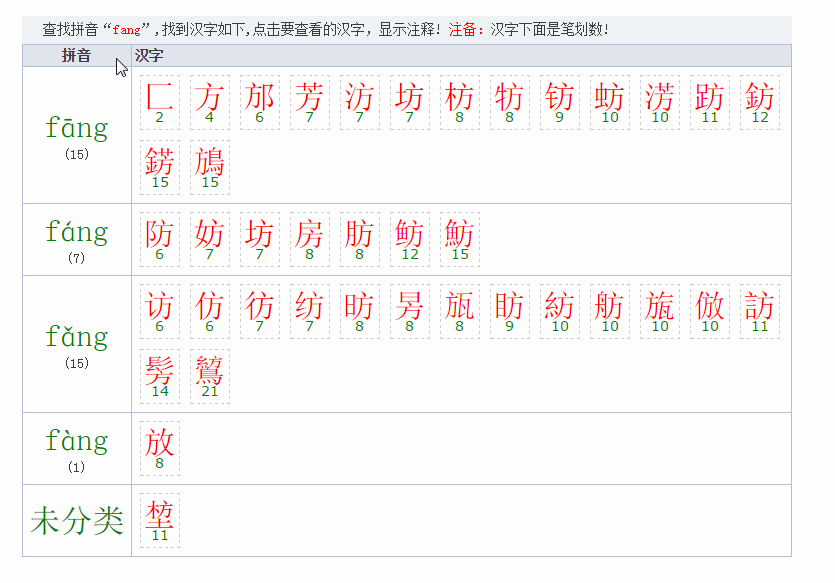 查找拼音“fang”,找到汉字如下,点击要查看的汉字，显示注释! 注备：汉字下面是笔划数!
拼音 汉字
fāng
(15)
匚 方 邡 芳 汸 坊 枋 牥 钫 蚄 淓 趽 鈁
2 4 6 7 7 7 8 8 9 10 10 11 12
錺 鴋
15 15
fáng
(7)
防 妨 坊 房 肪 鲂 魴
6 7 7 8 8 12 15
fǎng
(15)
访 仿 彷 纺 昉 昘 瓬 眆 紡 舫 旊 倣 訪
6 6 7 7 8 8 8 9 10 10 10 10 11
髣 鶭
14 21
fàng
(1)
放
8
未分类
堏
11